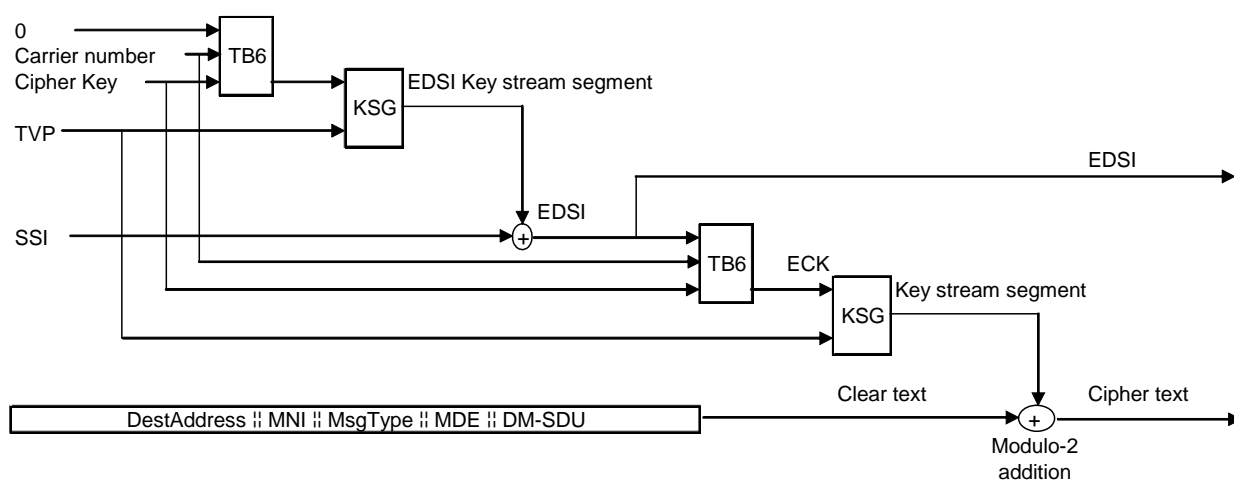 0
Carrier number
Cipher Key
TB6
EDSI Key stream segment
KSG
TVP
EDSI
EDSI
SSI
+
TB6
ECK
Key stream segment
KSG
Clear text
Cipher text
DestAddress ¦¦ MNI ¦¦ MsgType ¦¦ MDE ¦¦ DM-SDU
+
Modulo-2
addition